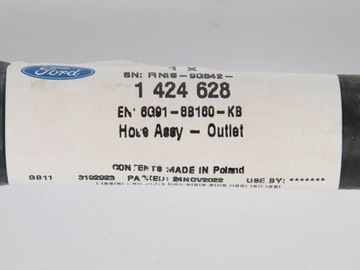 Ford
1 X
SN: RNIS-9G642-
1 424 628
EN: 6G91-8B160-KB
Hose Assy - Outlet
CONTENTS MADE IN Poland
GB11 3192923 PACKED: 24NOV2022 USE BY: *******